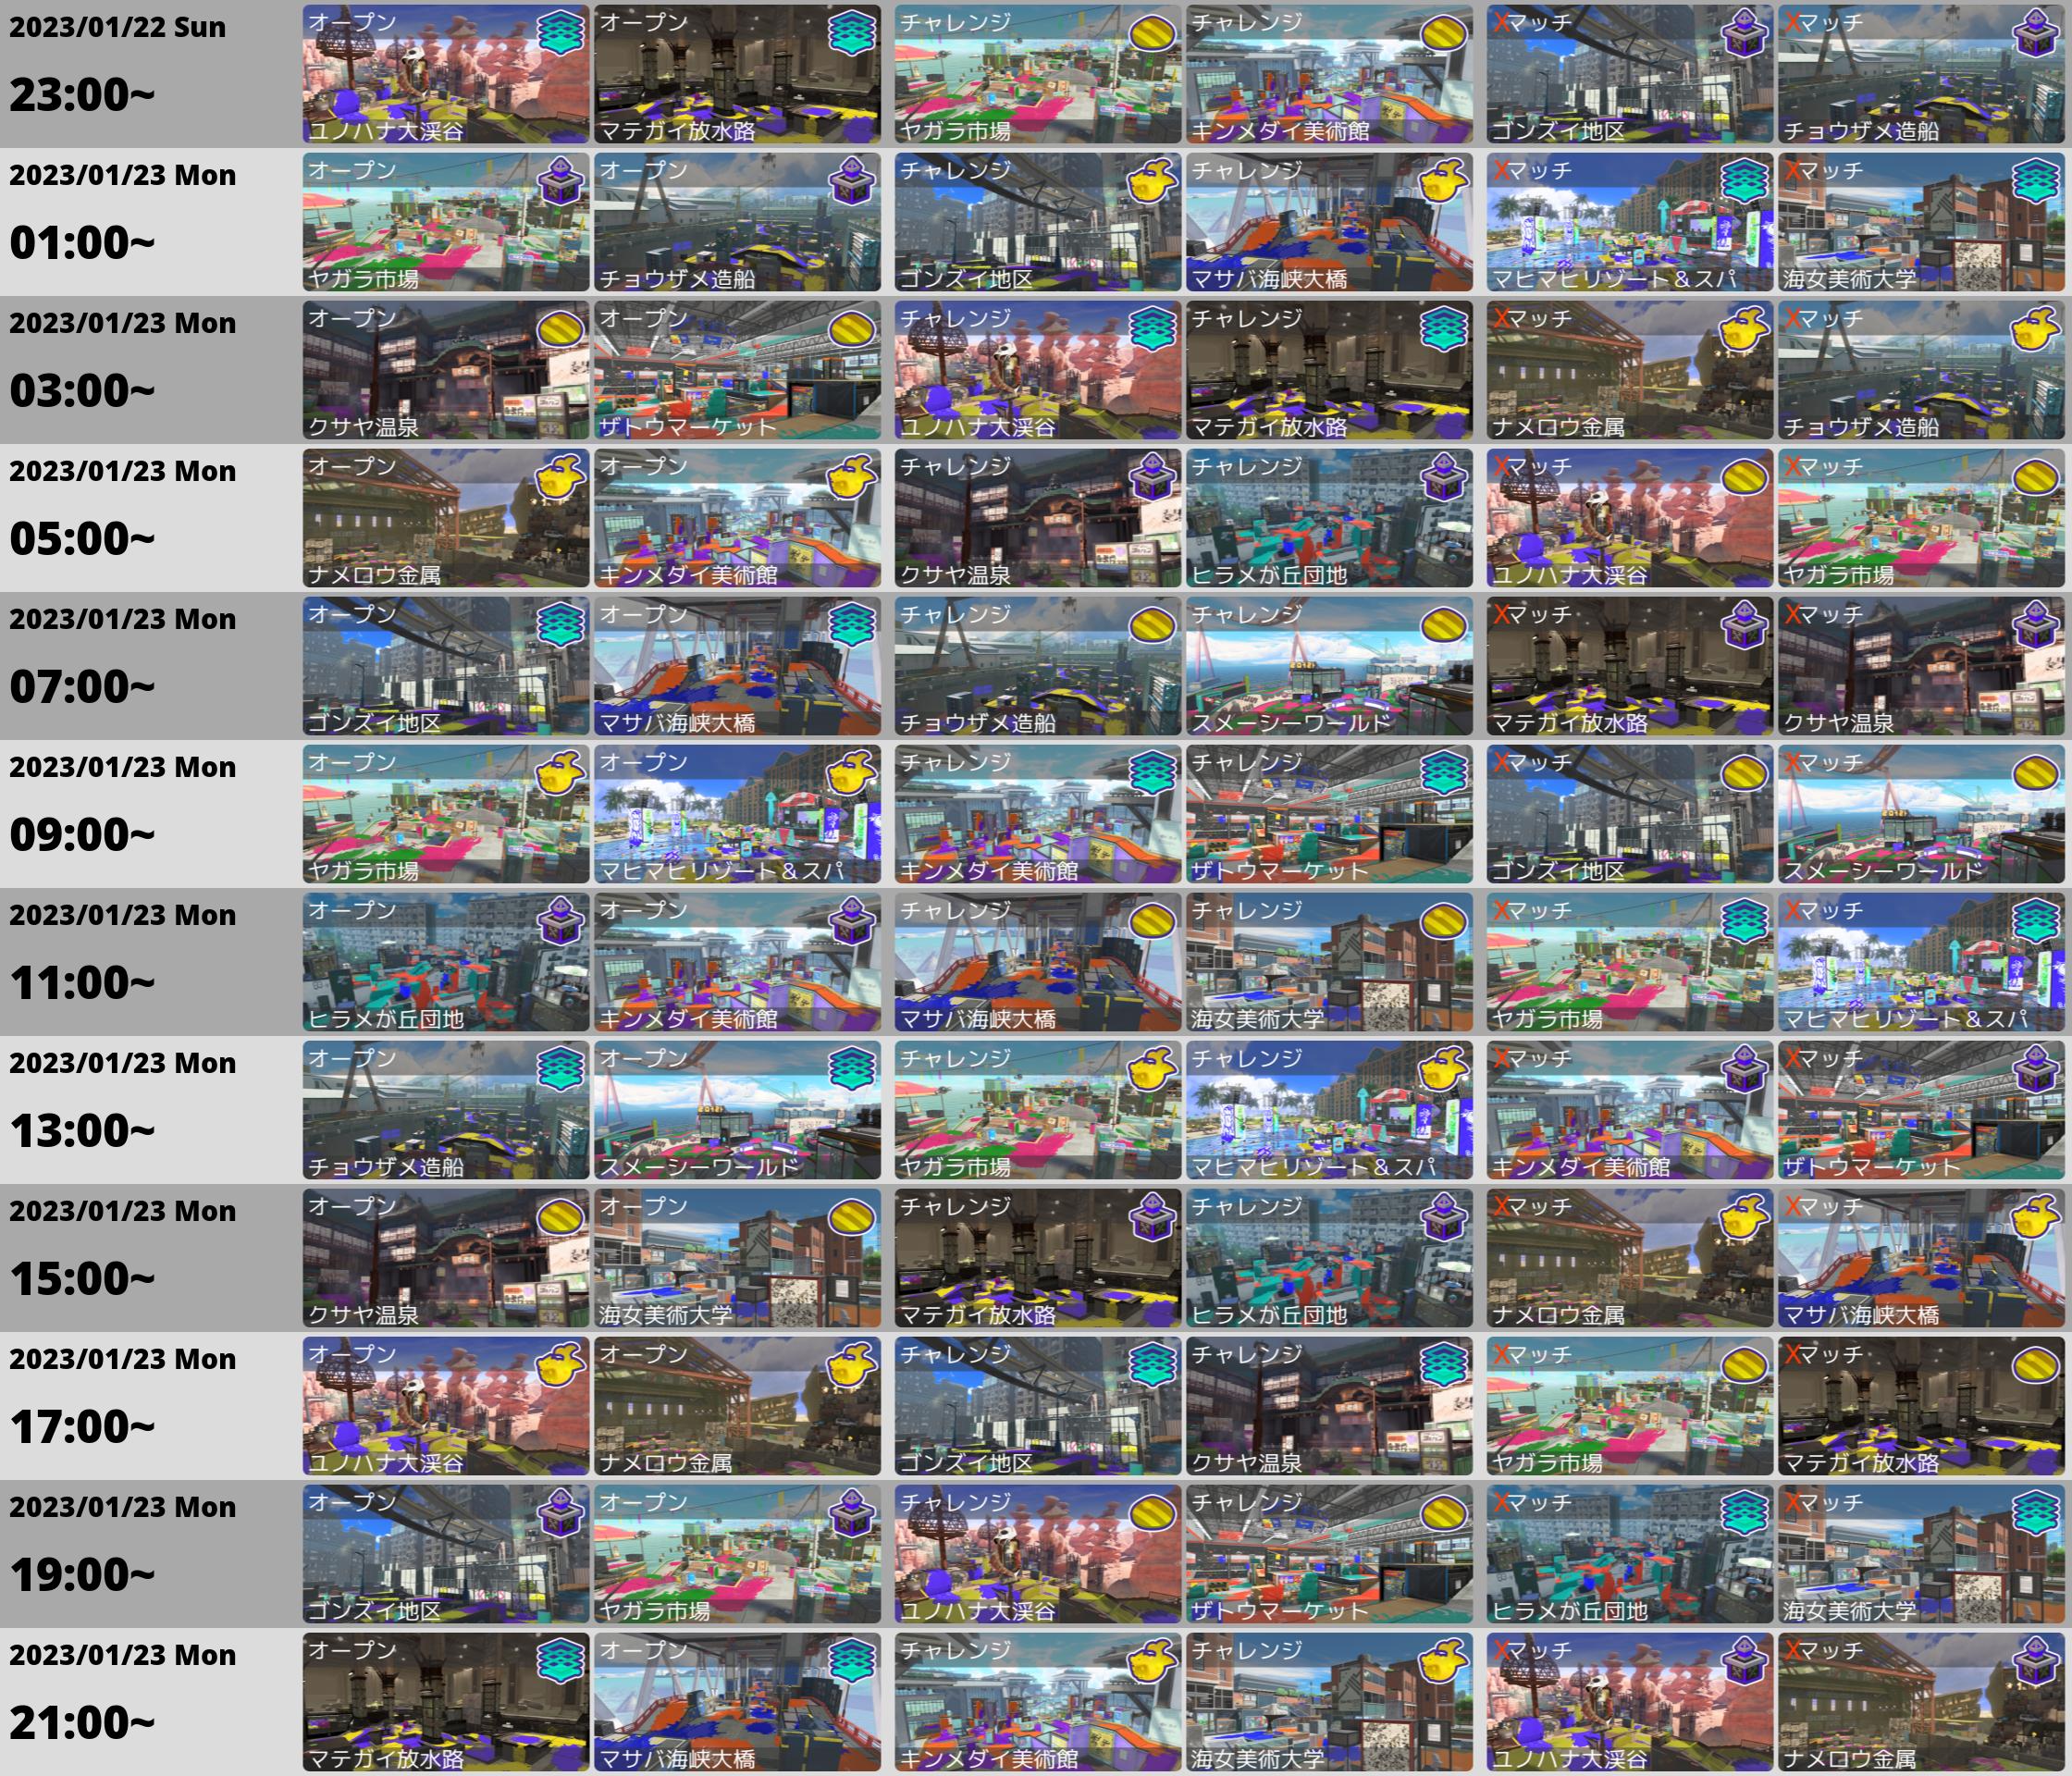 2023/01/22 Sun
23:00~
オープン オープン チャレンジ チャレンジ Xマッチ Xマッチ
ユノハナ大渓谷 マテガイ放水路 ヤガラ市場 キンメダイ美術館 ゴンズイ地区 チョウザメ造船
2023/01/23 Mon
01:00~
オープン オープン チャレンジ チャレンジ Xマッチ Xマッチ
ヤガラ市場 チョウザメ造船 ゴンズイ地区 マサバ海峡大橋 マヒマヒリゾート＆スパ 海女美術大学
2023/01/23 Mon
03:00~
オープン オープン チャレンジ チャレンジ Xマッチ Xマッチ
クサヤ温泉 ザトウマーケット ユノハナ大渓谷 マテガイ放水路 ナメロウ金属 チョウザメ造船
2023/01/23 Mon
05:00~
オープン オープン チャレンジ チャレンジ Xマッチ Xマッチ
ナメロウ金属 キンメダイ美術館 クサヤ温泉 ヒラメが丘団地 ユノハナ大渓谷 ヤガラ市場
2023/01/23 Mon
07:00~
オープン オープン チャレンジ チャレンジ Xマッチ Xマッチ
ゴンズイ地区 マサバ海峡大橋 チョウザメ造船 スメーシーワールド マテガイ放水路 クサヤ温泉
2023/01/23 Mon
09:00~
オープン オープン チャレンジ チャレンジ Xマッチ Xマッチ
ヤガラ市場 マヒマヒリゾート＆スパ キンメダイ美術館 ザトウマーケット ゴンズイ地区 スメーシーワールド
2023/01/23 Mon
11:00~
オープン オープン チャレンジ チャレンジ Xマッチ Xマッチ
ヒラメが丘団地 キンメダイ美術館 マサバ海峡大橋 海女美術大学 ヤガラ市場 マヒマヒリゾート＆スパ
2023/01/23 Mon
13:00~
オープン オープン チャレンジ チャレンジ Xマッチ Xマッチ
チョウザメ造船 スメーシーワールド ヤガラ市場 マヒマヒリゾート＆スパ キンメダイ美術館 ザトウマーケット
2023/01/23 Mon
15:00~
オープン オープン チャレンジ チャレンジ Xマッチ Xマッチ
クサヤ温泉 海女美術大学 マテガイ放水路 ヒラメが丘団地 ナメロウ金属 マサバ海峡大橋
2023/01/23 Mon
17:00~
オープン オープン チャレンジ チャレンジ Xマッチ Xマッチ
ユノハナ大渓谷 ナメロウ金属 ゴンズイ地区 クサヤ温泉 ヤガラ市場 マテガイ放水路
2023/01/23 Mon
19:00~
オープン オープン チャレンジ チャレンジ Xマッチ Xマッチ
ゴンズイ地区 ヤガラ市場 ユノハナ大渓谷 ザトウマーケット ヒラメが丘団地 海女美術大学
2023/01/23 Mon
21:00~
オープン オープン チャレンジ チャレンジ Xマッチ Xマッチ
マテガイ放水路 マサバ海峡大橋 キンメダイ美術館 海女美術大学 ユノハナ大渓谷 ナメロウ金属